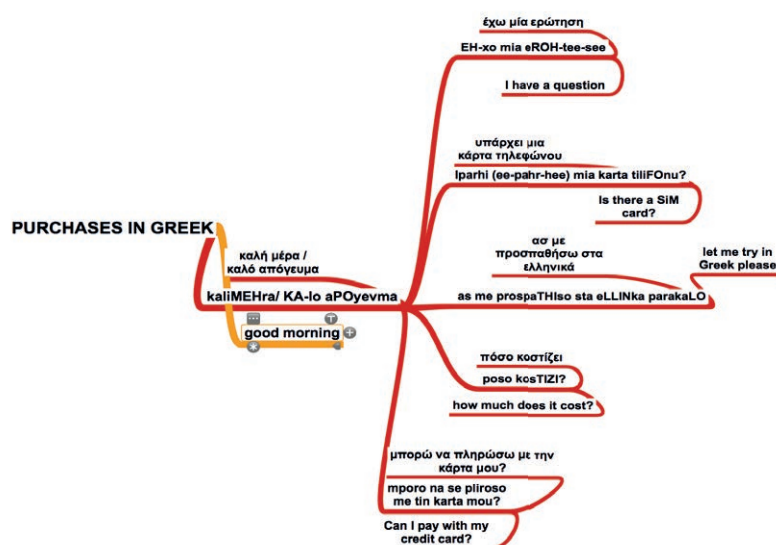 PURCHASES IN GREEK
καλή μέρα /
καλό απόγευμα
kaliMEHra/ KA-lo aPOyevma
good morning
έχω μία ερώτηση
EH-xo mia eROH-tee-see
I have a question
υπάρχει μια
κάρτα τηλεφώνου
Iparhi (ee-pahr-hee) mia karta tiliFOnu?
Is there a SiM
card?
ασ με
προσπαθήσω στα
ελληνικά
as me prospaTHIso sta eLLINka parakaLO
let me try in
Greek please
πόσο κοστίζει
poso kosTIZI?
how much does it cost?
μπορώ να πληρώσω με την
κάρτα μου?
mporo na se pliroso
me tin karta mou?
Can I pay with my
credit card?